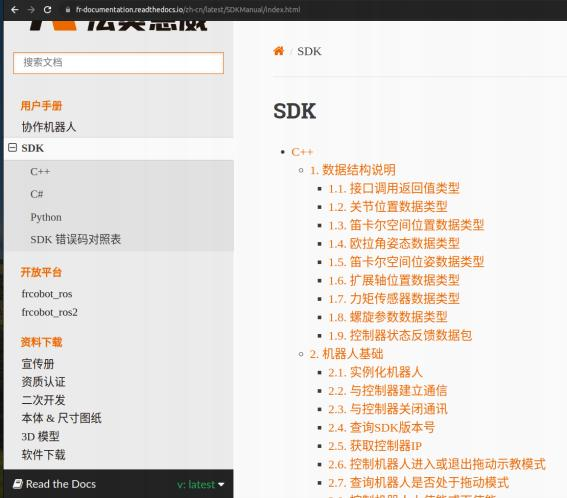 fr-documentation.readthedocs.io/zh-cn/latest/SDKManual/index.html
搜索文档
用户手册
协作机器人
SDK
C++
C#
Python
SDK 错误码对照表
开放平台
frcobot_ros
frcobot_ros2
资料下载
宣传册
资质认证
二次开发
本体 & 尺寸图纸
3D 模型
软件下载
Read the Docs
v: latest
/ SDK
SDK
C++
1. 数据结构说明
1.1. 接口调用返回值类型
1.2. 关节位置数据类型
1.3. 笛卡尔空间位置数据类型
1.4. 欧拉角姿态数据类型
1.5. 笛卡尔空间位姿数据类型
1.6. 扩展轴位置数据类型
1.7. 力矩传感器数据类型
1.8. 螺旋参数数据类型
1.9. 控制器状态反馈数据包
2. 机器人基础
2.1. 实例化机器人
2.2. 与控制器建立通信
2.3. 与控制器关闭通讯
2.4. 查询SDK版本号
2.5. 获取控制器IP
2.6. 控制机器人进入或退出拖动示教模式
2.7. 查询机器人是否处于拖动模式